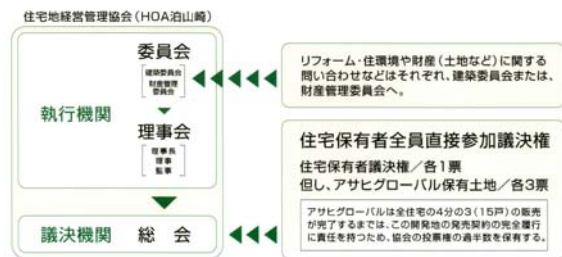 住宅地経営管理協会(HOA泊山崎)
執行機関
委員会
建築委員会
財産管理
委員会
理事会
理事長
理事
監事
議決機関 総会
リフォーム・住環境や財産(土地など)に関する
問い合わせなどはそれぞれ、建築委員会または、
財産管理委員会へ。
住宅保有者全員直接参加議決権
住宅保有者議決権/各1票
但し、アサヒグローバル保有土地/各3票
アサヒグローバルは全住宅の4分の3(15戸)の販売
が完了するまでは、この開発地の発売契約の完全履行
に責任を持つため、協会の投票権の過半数を保有する。